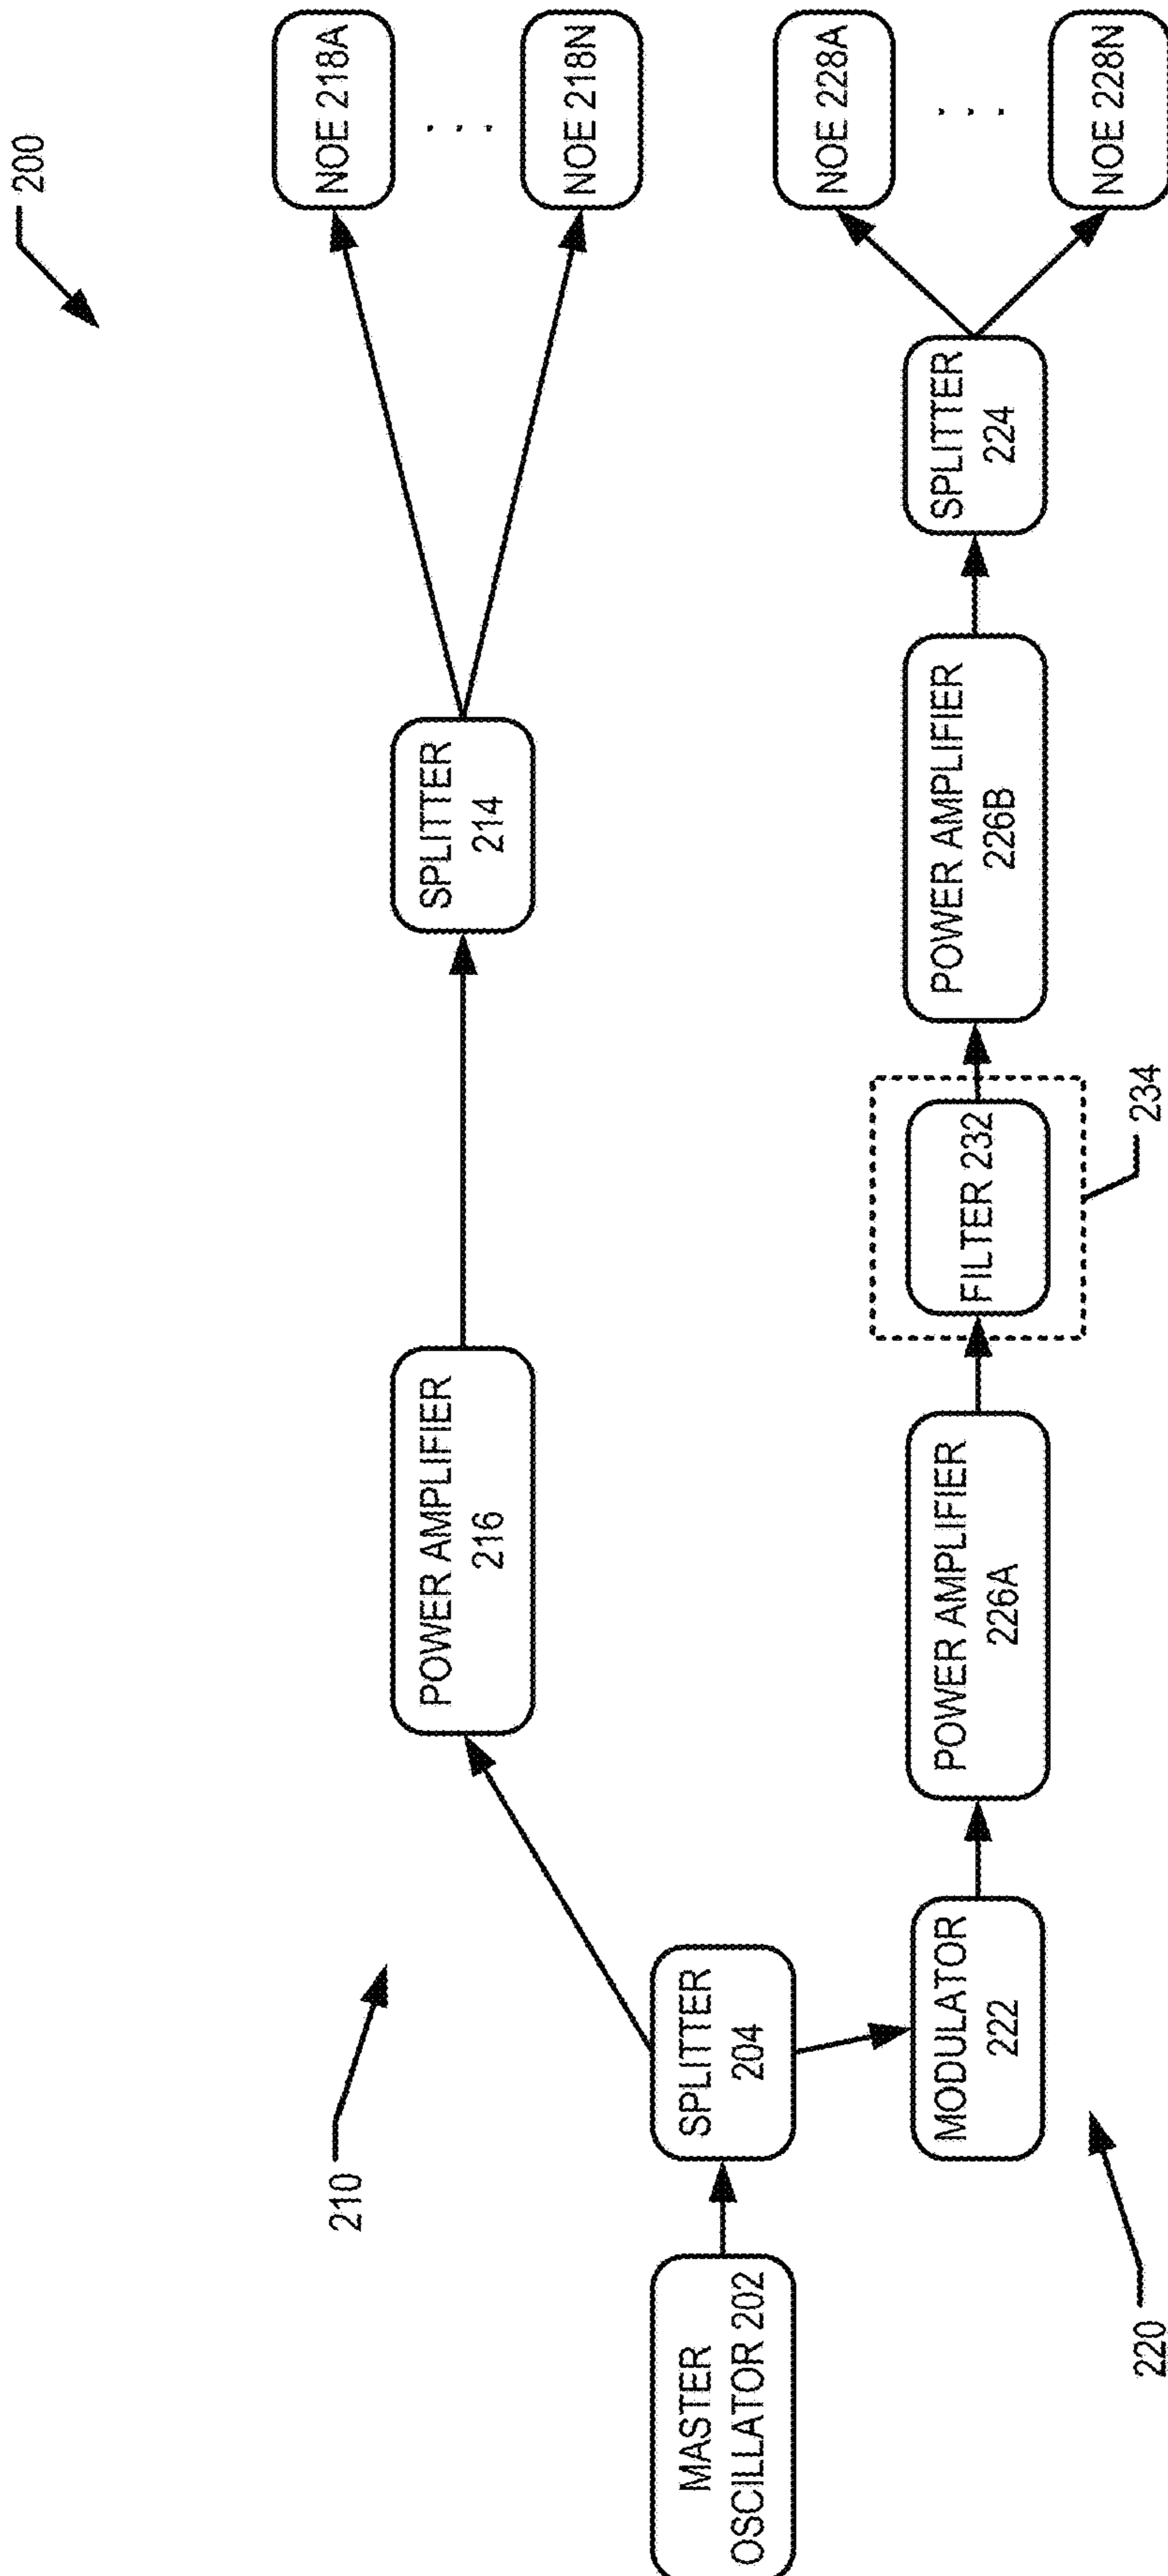 200
NOE 218A
. . .
NOE 218N
NOE 228A
. . .
NOE 228N
SPLITTER
214
SPLITTER
224
POWER AMPLIFIER
216
POWER AMPLIFIER
226B
FILTER 232
234
POWER AMPLIFIER
226A
210
SPLITTER
204
MODULATOR
222
MASTER
OSCILLATOR 202
220